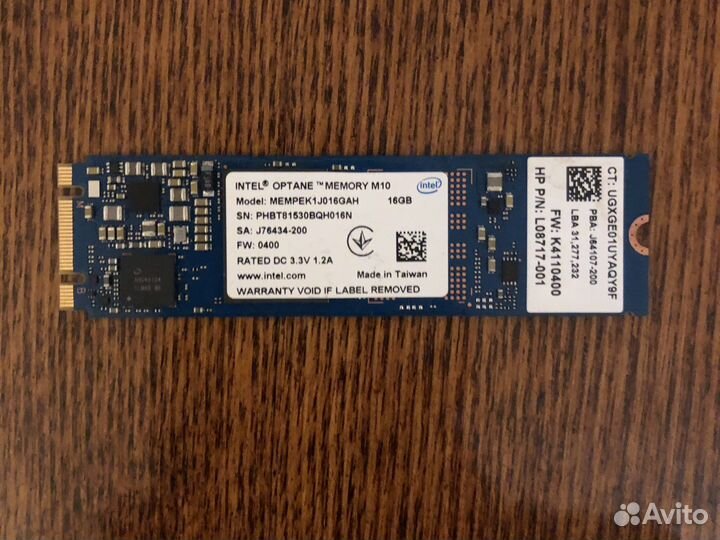 INTEL® OPTANE™ MEMORY M10
intel
Model: MEMPEK1J016GAH 16GB
SN: PHBT81530BQH016N
SA: J76434-200
FW: 0400
RATED DC 3.3V 1.2A
www.intel.com
Made in Taiwan
WARRANTY VOID IF LABEL REMOVED
CT: UGXGE01UYAQY9F
PBA: J64107-200
LBA 31,277,232
FW: K4110400
HP P/N: L08717-001
M
B
Avito